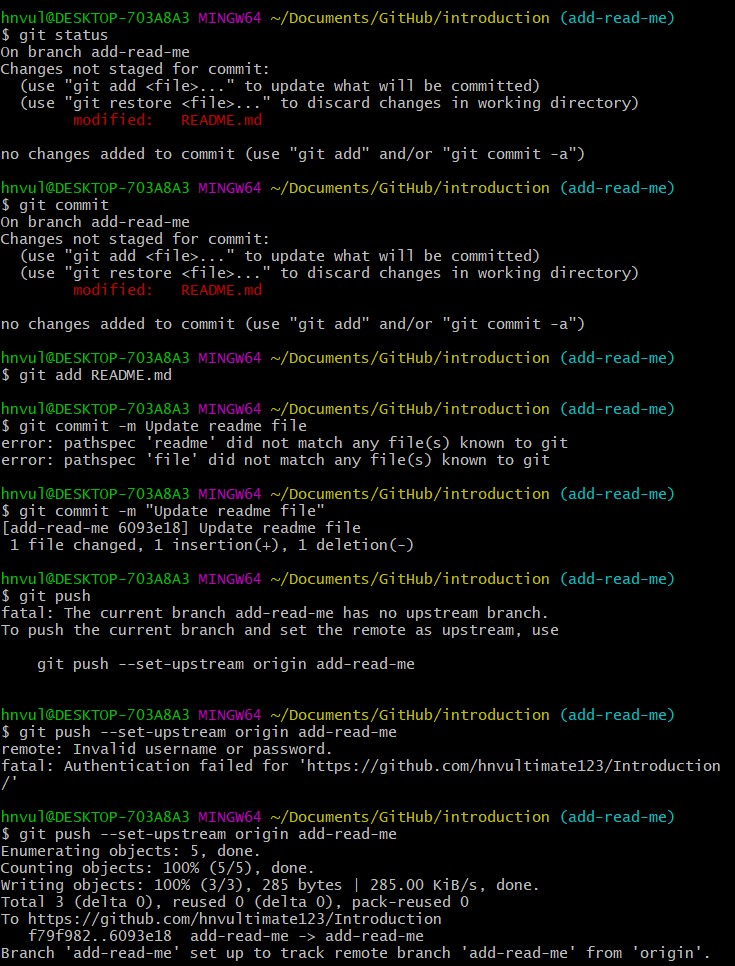 hnvul@DESKTOP-703A8A3 MINGW64 ~/Documents/GitHub/introduction (add-read-me)
$ git status
On branch add-read-me
Changes not staged for commit:
  (use "git add <file>..." to update what will be committed)
  (use "git restore <file>..." to discard changes in working directory)
        modified:   README.md

no changes added to commit (use "git add" and/or "git commit -a")

hnvul@DESKTOP-703A8A3 MINGW64 ~/Documents/GitHub/introduction (add-read-me)
$ git commit
On branch add-read-me
Changes not staged for commit:
  (use "git add <file>..." to update what will be committed)
  (use "git restore <file>..." to discard changes in working directory)
        modified:   README.md

no changes added to commit (use "git add" and/or "git commit -a")

hnvul@DESKTOP-703A8A3 MINGW64 ~/Documents/GitHub/introduction (add-read-me)
$ git add README.md

hnvul@DESKTOP-703A8A3 MINGW64 ~/Documents/GitHub/introduction (add-read-me)
$ git commit -m Update readme file
error: pathspec 'readme' did not match any file(s) known to git
error: pathspec 'file' did not match any file(s) known to git

hnvul@DESKTOP-703A8A3 MINGW64 ~/Documents/GitHub/introduction (add-read-me)
$ git commit -m "Update readme file"
[add-read-me 6093e18] Update readme file
 1 file changed, 1 insertion(+), 1 deletion(-)

hnvul@DESKTOP-703A8A3 MINGW64 ~/Documents/GitHub/introduction (add-read-me)
$ git push
fatal: The current branch add-read-me has no upstream branch.
To push the current branch and set the remote as upstream, use

    git push --set-upstream origin add-read-me


hnvul@DESKTOP-703A8A3 MINGW64 ~/Documents/GitHub/introduction (add-read-me)
$ git push --set-upstream origin add-read-me
remote: Invalid username or password.
fatal: Authentication failed for 'https://github.com/hnvultimate123/Introduction
/'

hnvul@DESKTOP-703A8A3 MINGW64 ~/Documents/GitHub/introduction (add-read-me)
$ git push --set-upstream origin add-read-me
Enumerating objects: 5, done.
Counting objects: 100% (5/5), done.
Writing objects: 100% (3/3), 285 bytes | 285.00 KiB/s, done.
Total 3 (delta 0), reused 0 (delta 0), pack-reused 0
To https://github.com/hnvultimate123/Introduction
   f79f982..6093e18  add-read-me -> add-read-me
Branch 'add-read-me' set up to track remote branch 'add-read-me' from 'origin'.